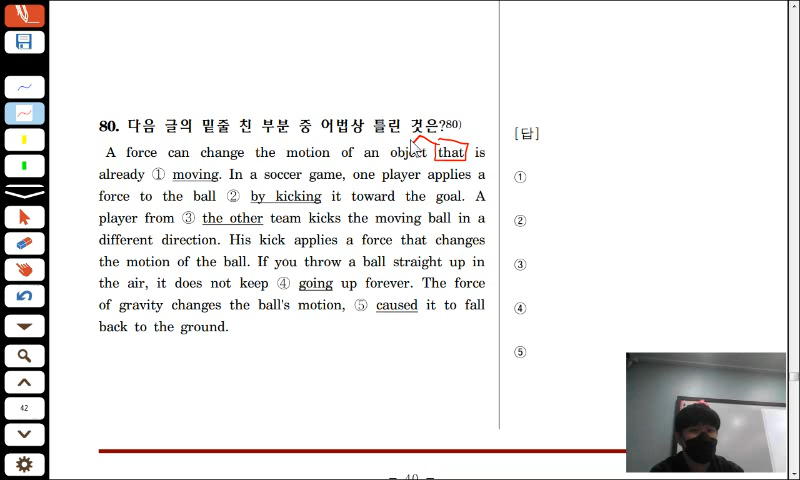 80. 다음 글의 밑줄 친 부분 중 어법상 틀린 것은?80)
A force can change the motion of an object that is
already ① moving. In a soccer game, one player applies a
force to the ball ② by kicking it toward the goal. A
player from ③ the other team kicks the moving ball in a
different direction. His kick applies a force that changes
the motion of the ball. If you throw a ball straight up in
the air, it does not keep ④ going up forever. The force
of gravity changes the ball's motion, ⑤ caused it to fall
back to the ground.
[답]
①
②
③
④
⑤
42
- 40 -